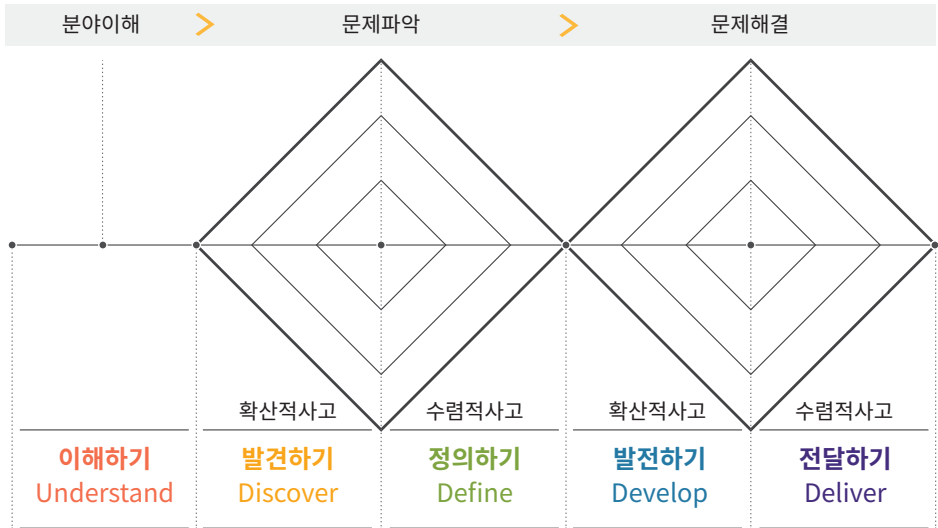 분야이해 > 문제파악 > 문제해결
확산적사고 수렴적사고 확산적사고 수렴적사고
이해하기 발견하기 정의하기 발전하기 전달하기
Understand Discover Define Develop Deliver